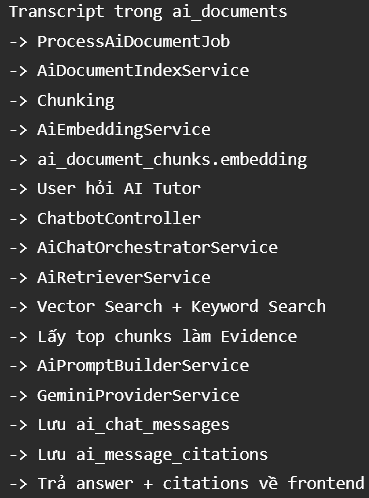 Transcript trong ai_documents
-> ProcessAiDocumentJob
-> AiDocumentIndexService
-> Chunking
-> AiEmbeddingService
-> ai_document_chunks.embedding
-> User hỏi AI Tutor
-> ChatbotController
-> AiChatOrchestratorService
-> AiRetrieverService
-> Vector Search + Keyword Search
-> Lấy top chunks làm Evidence
-> AiPromptBuilderService
-> GeminiProviderService
-> Lưu ai_chat_messages
-> Lưu ai_message_citations
-> Trả answer + citations về frontend